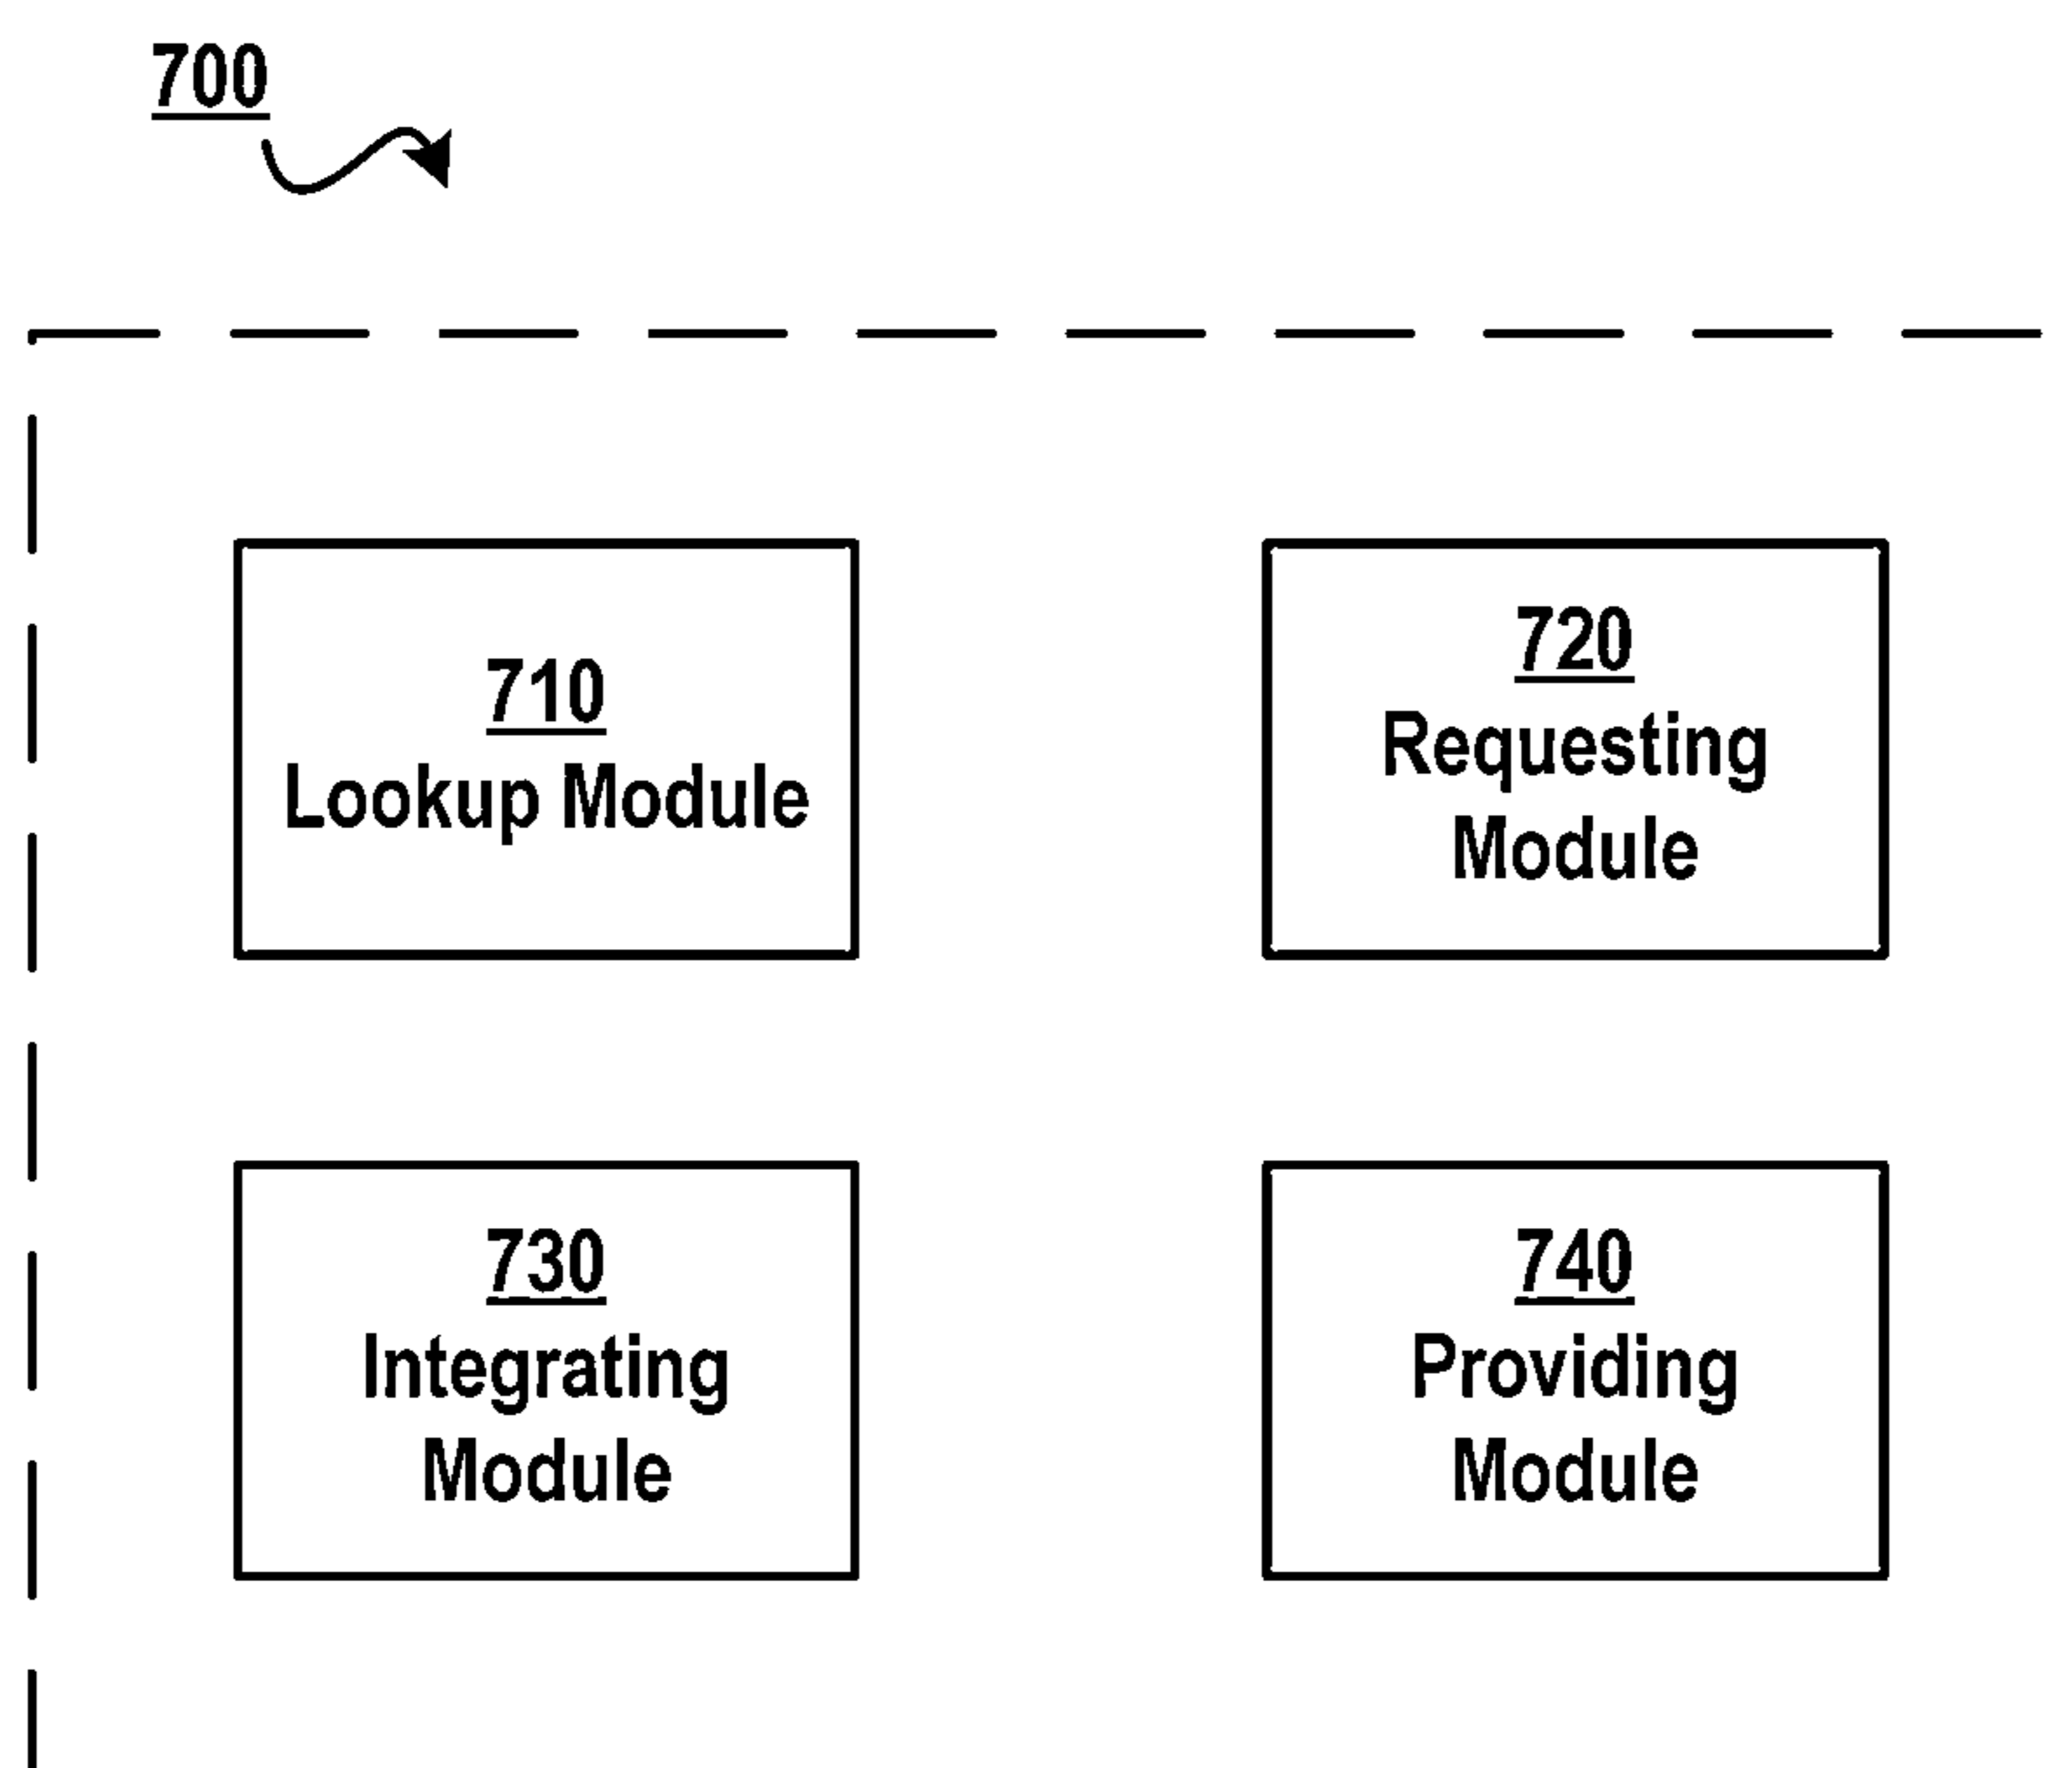 700
710
Lookup Module
720
Requesting
Module
730
Integrating
Module
740
Providing
Module